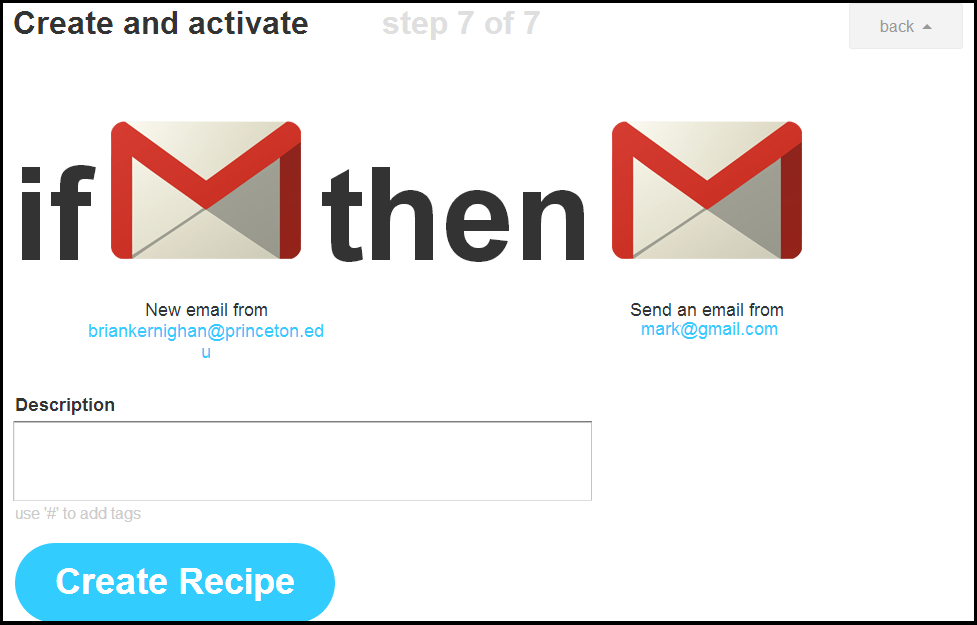 Create and activate step 7 of 7 back
if then
New email from Send an email from
briankernighan@princeton.ed mark@gmail.com
u
Description
use '#' to add tags
Create Recipe